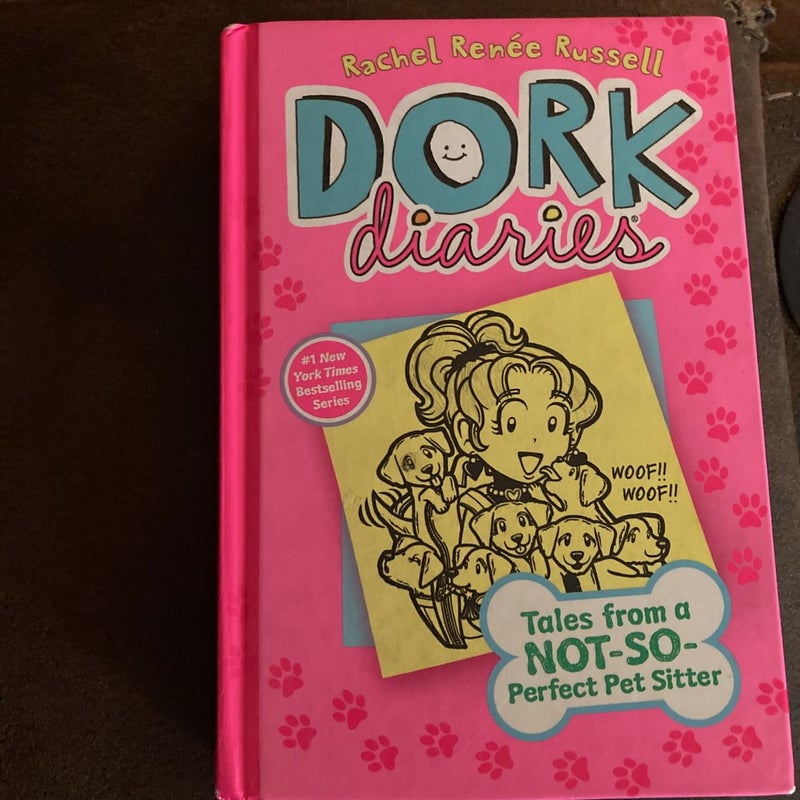 Rachel Renée Russell
DORK
diaries®
#1 New
York Times
Bestselling
Series
WOOF!!
WOOF!!
Tales from a
NOT-SO-
Perfect Pet Sitter